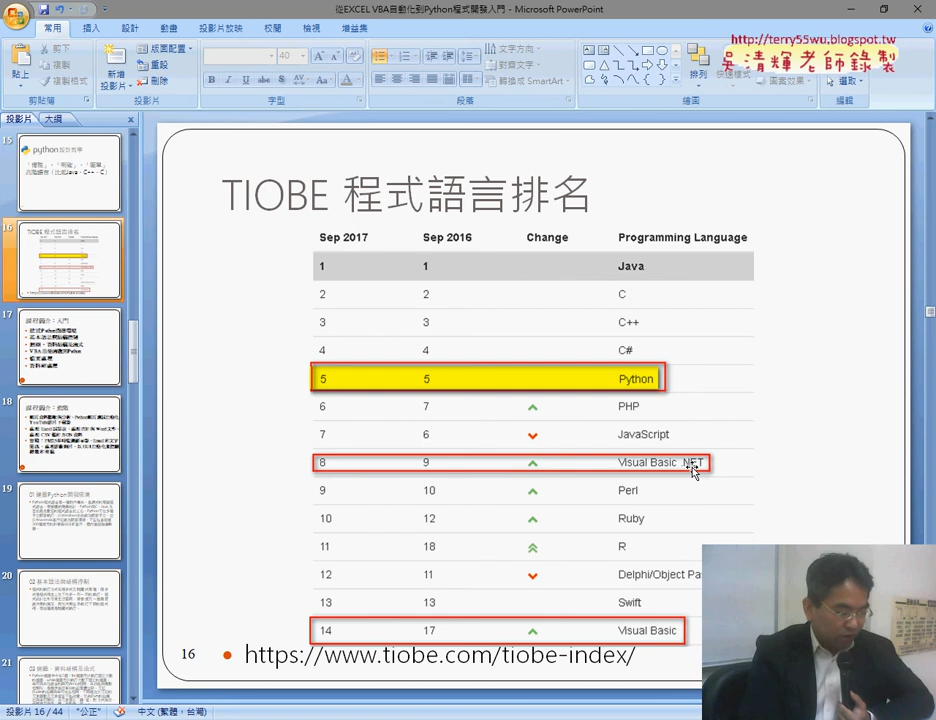 從EXCEL VBA自動化到Python程式開發入門 - Microsoft PowerPoint
常用 插入 設計 動畫 投影片放映 校閱 檢視 增益集
http://terry55wu.blogspot.tw
吳清輝老師錄製
貼上 剪下 複製 複製格式
新增投影片 版面配置 重設 刪除
40
文字方向 對齊文字 轉換成 SmartArt
排列 快速樣式 圖案效果 選取
剪貼簿 投影片 字型 段落 繪圖 編輯
投影片 大綱
15
python
16
17
18
19
20
21
TIOBE 程式語言排名
Sep 2017 Sep 2016 Change Programming Language
1 1 Java
2 2 C
3 3 C++
4 4 C#
5 5 Python
6 7 PHP
7 6 JavaScript
8 9 Visual Basic .NET
9 10 Perl
10 12 Ruby
11 18 R
12 11 Delphi/Object Pa
13 13 Swift
14 17 Visual Basic
16
https://www.tiobe.com/tiobe-index/
投影片 16 / 44 "公正" 中文 (繁體，台灣)